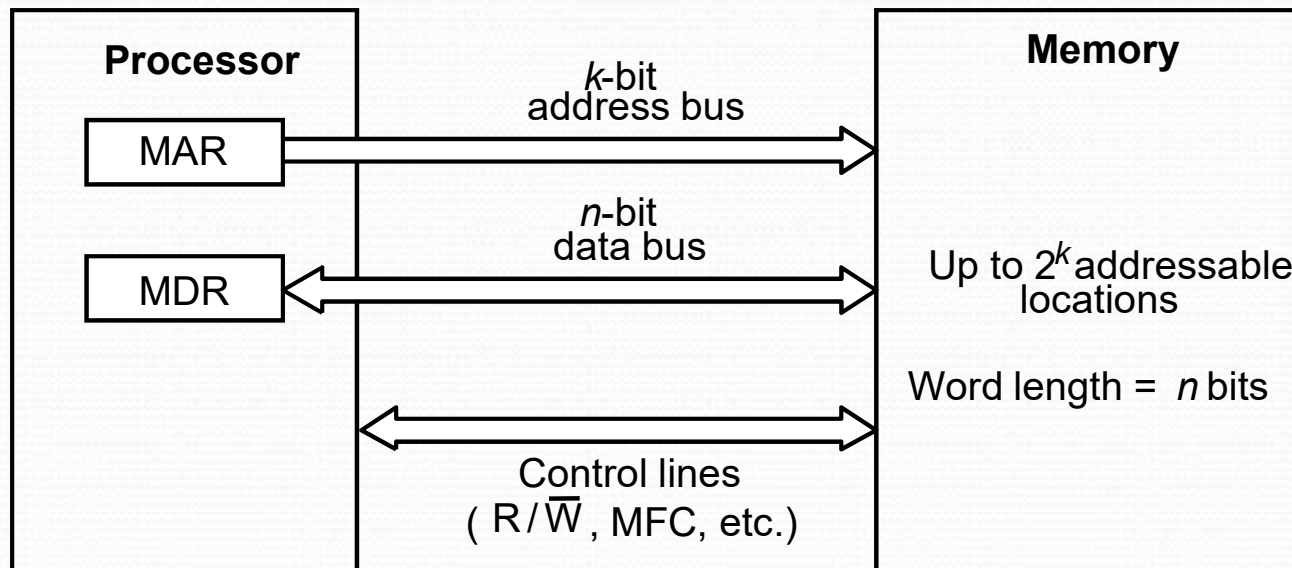 Processor
Memory
k-bit
address bus
MAR
n-bit
data bus
MDR
Up to 2^k addressable
locations
Word length = n bits
Control lines
( R/W̅ , MFC, etc.)